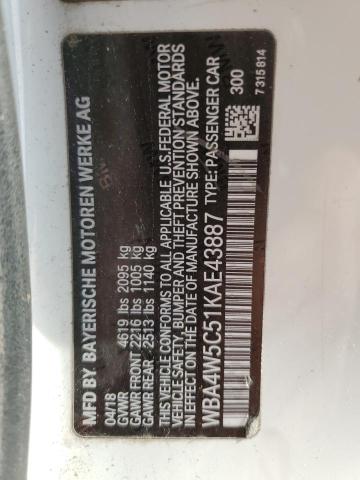 MFD BY BAYERISCHE MOTOREN WERKE AG
04/18
GVWR 4619 lbs 2095 kg
GAWR FRONT 2216 lbs 1005 kg
GAWR REAR 2513 lbs 1140 kg
THIS VEHICLE CONFORMS TO ALL APPLICABLE U.S.FEDERAL MOTOR
VEHICLE SAFETY, BUMPER AND THEFT PREVENTION STANDARDS
IN EFFECT ON THE DATE OF MANUFACTURE SHOWN ABOVE.
WBA4W5C51KAE43887 TYPE: PASSENGER CAR
300
7315814